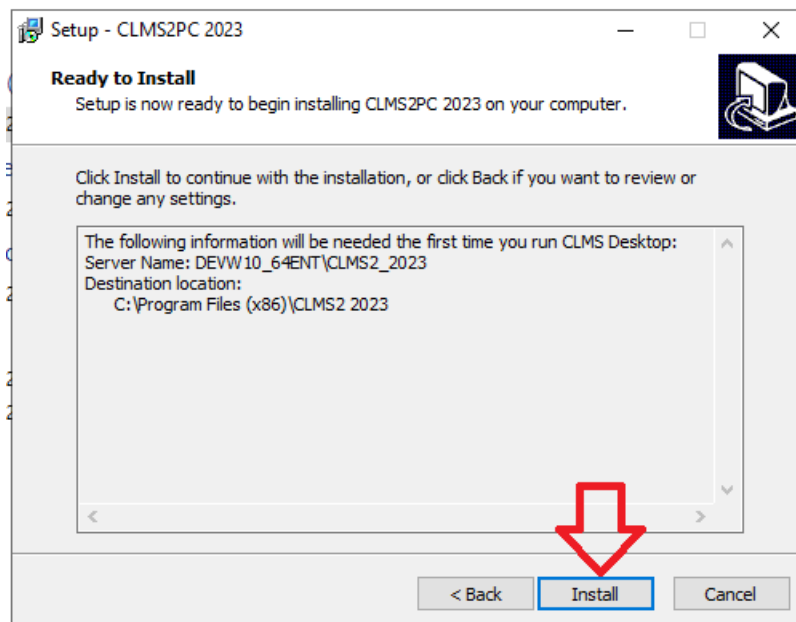 Setup - CLMS2PC 2023
Ready to Install
Setup is now ready to begin installing CLMS2PC 2023 on your computer.
Click Install to continue with the installation, or click Back if you want to review or
change any settings.
The following information will be needed the first time you run CLMS Desktop:
Server Name: DEVW10_64ENT\CLMS2_2023
Destination location:
C:\Program Files (x86)\CLMS2 2023
< Back
Install
Cancel